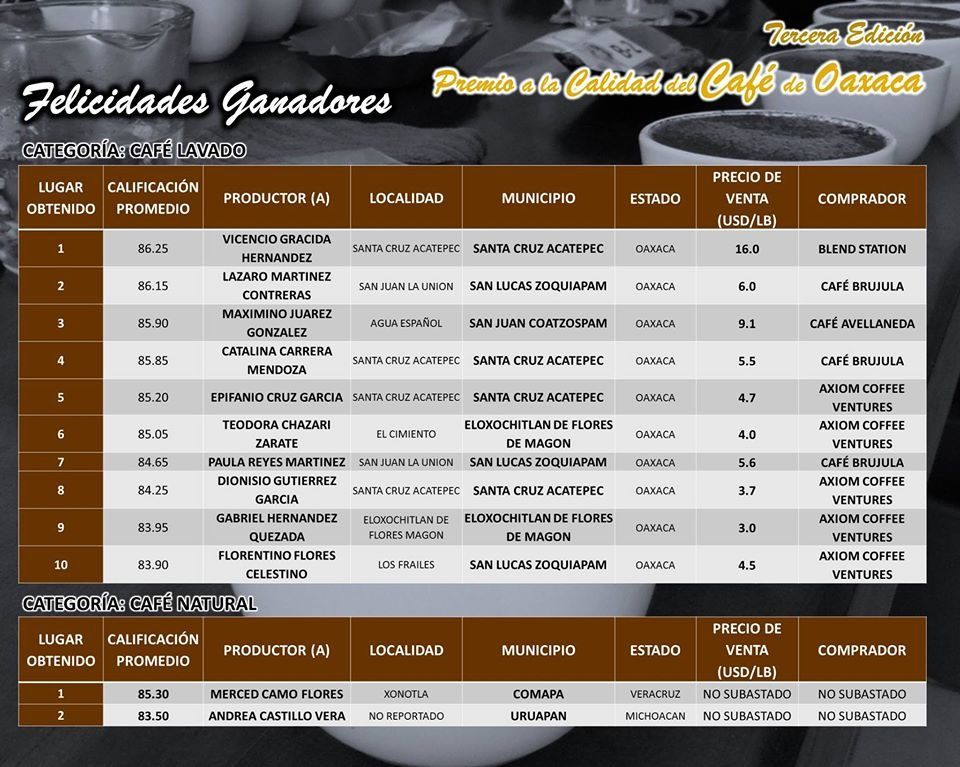 Tercera Edición
Premio a la Calidad del Café de Oaxaca
Felicidades Ganadores
CATEGORÍA: CAFÉ LAVADO
LUGAR OBTENIDO CALIFICACIÓN PROMEDIO PRODUCTOR (A) LOCALIDAD MUNICIPIO ESTADO PRECIO DE VENTA (USD/LB) COMPRADOR
1 86.25 VICENCIO GRACIDA HERNANDEZ SANTA CRUZ ACATEPEC SANTA CRUZ ACATEPEC OAXACA 16.0 BLEND STATION
2 86.15 LAZARO MARTINEZ CONTRERAS SAN JUAN LA UNION SAN LUCAS ZOQUIAPAM OAXACA 6.0 CAFÉ BRUJULA
3 85.90 MAXIMINO JUAREZ GONZALEZ AGUA ESPAÑOL SAN JUAN COATZOSPAM OAXACA 9.1 CAFÉ AVELLANEDA
4 85.85 CATALINA CARRERA MENDOZA SANTA CRUZ ACATEPEC SANTA CRUZ ACATEPEC OAXACA 5.5 CAFÉ BRUJULA
5 85.20 EPIFANIO CRUZ GARCIA SANTA CRUZ ACATEPEC SANTA CRUZ ACATEPEC OAXACA 4.7 AXIOM COFFEE VENTURES
6 85.05 TEODORA CHAZARI ZARATE EL CIMIENTO ELOXOCHITLAN DE FLORES DE MAGON OAXACA 4.0 AXIOM COFFEE VENTURES
7 84.65 PAULA REYES MARTINEZ SAN JUAN LA UNION SAN LUCAS ZOQUIAPAM OAXACA 5.6 CAFÉ BRUJULA
8 84.25 DIONISIO GUTIERREZ GARCIA SANTA CRUZ ACATEPEC SANTA CRUZ ACATEPEC OAXACA 3.7 AXIOM COFFEE VENTURES
9 83.95 GABRIEL HERNANDEZ QUEZADA ELOXOCHITLAN DE FLORES MAGON ELOXOCHITLAN DE FLORES DE MAGON OAXACA 3.0 AXIOM COFFEE VENTURES
10 83.90 FLORENTINO FLORES CELESTINO LOS FRAILES SAN LUCAS ZOQUIAPAM OAXACA 4.5 AXIOM COFFEE VENTURES
CATEGORÍA: CAFÉ NATURAL
LUGAR OBTENIDO CALIFICACIÓN PROMEDIO PRODUCTOR (A) LOCALIDAD MUNICIPIO ESTADO PRECIO DE VENTA (USD/LB) COMPRADOR
1 85.30 MERCED CAMO FLORES XONOTLA COMAPA VERACRUZ NO SUBASTADO NO SUBASTADO
2 83.50 ANDREA CASTILLO VERA NO REPORTADO URUAPAN MICHOACAN NO SUBASTADO NO SUBASTADO